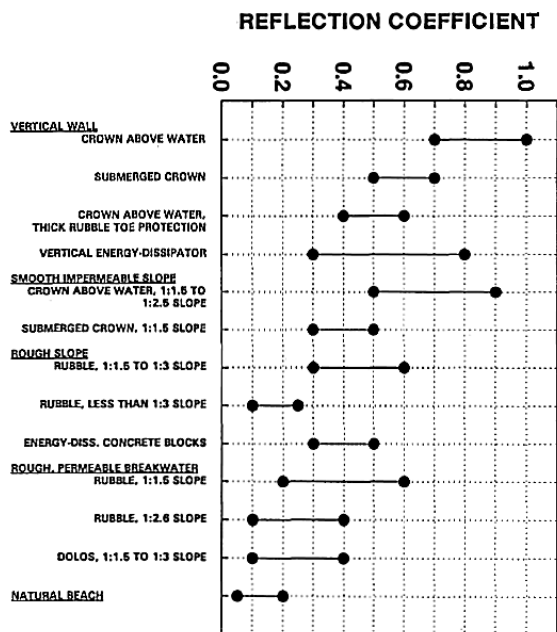 REFLECTION COEFFICIENT
0.0 0.2 0.4 0.6 0.8 1.0
VERTICAL WALL
CROWN ABOVE WATER
SUBMERGED CROWN
CROWN ABOVE WATER,
THICK RUBBLE TOE PROTECTION
VERTICAL ENERGY-DISSIPATOR
SMOOTH IMPERMEABLE SLOPE
CROWN ABOVE WATER, 1:1.5 TO
1:2.5 SLOPE
SUBMERGED CROWN, 1:1.5 SLOPE
ROUGH SLOPE
RUBBLE, 1:1.5 TO 1:3 SLOPE
RUBBLE, LESS THAN 1:3 SLOPE
ENERGY-DISS. CONCRETE BLOCKS
ROUGH, PERMEABLE BREAKWATER
RUBBLE, 1:1.5 SLOPE
RUBBLE, 1:2.6 SLOPE
DOLOS, 1:1.5 TO 1:3 SLOPE
NATURAL BEACH